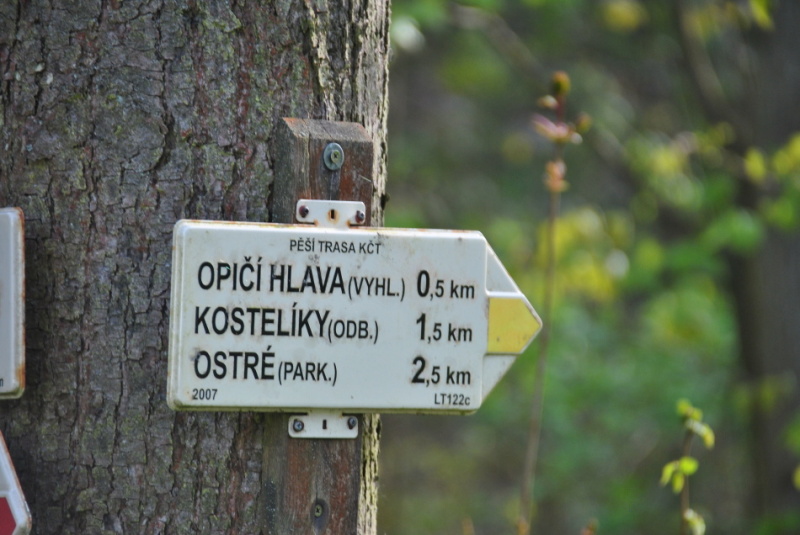 PĚŠÍ TRASA KČT
OPIČÍ HLAVA (VYHL.) 0,5 km
KOSTELÍKY (ODB.) 1,5 km
OSTRÉ (PARK.) 2,5 km
2007 LT122c